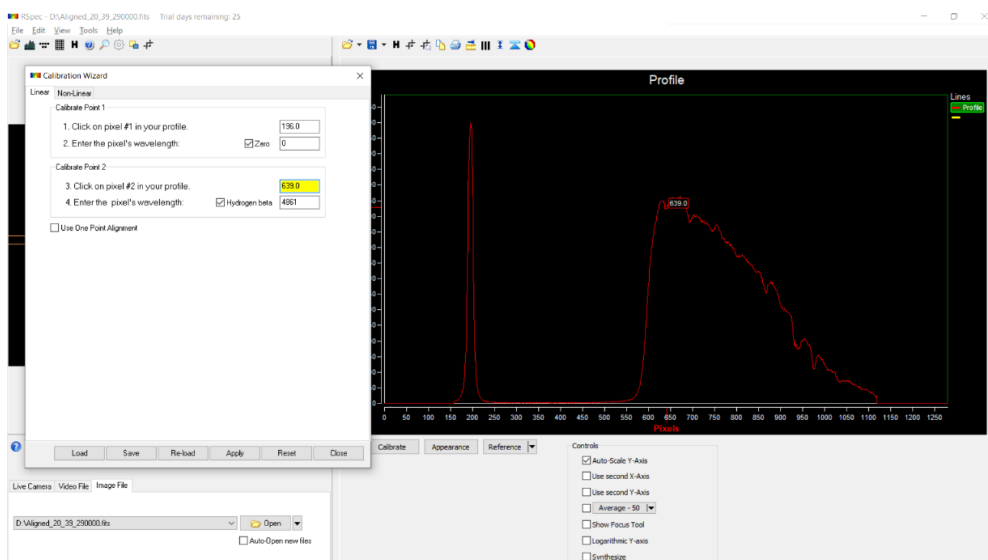 RSpec - D:\Aligned_20_39_290000.fits Trial days remaining: 25
File Edit View Tools Help
Calibration Wizard
Linear Non-Linear
Calibrate Point 1
1. Click on pixel #1 in your profile. 196.0
2. Enter the pixel's wavelength: Zero 0
Calibrate Point 2
3. Click on pixel #2 in your profile. 639.0
4. Enter the pixel's wavelength: Hydrogen beta 4861
Use One Point Alignment
Load Save Re-load Apply Reset Close
Profile
Lines
Profile
639.0
0 50 100 150 200 250 300 350 400 450 500 550 600 650 700 750 800 850 900 950 1000 1050 1100 1150 1200 1250
Pixels
Calibrate Appearance Reference
Controls
Auto-Scale Y-Axis
Use second X-Axis
Use second Y-Axis
Average - 50
Show Focus Tool
Logarithmic Y-axis
Synthesize
Live Camera Video File Image File
D:\Aligned_20_39_290000.fits Open
Auto-Open new files